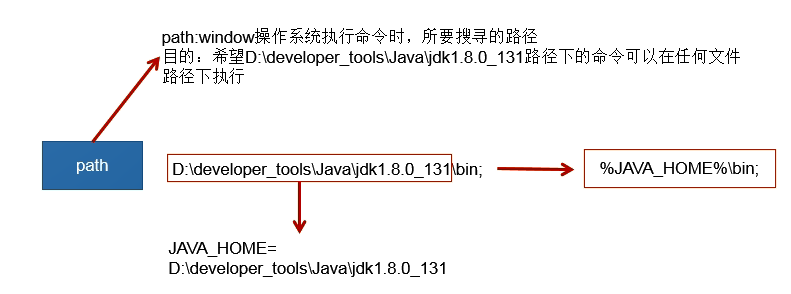 path:window操作系统执行命令时，所要搜寻的路径
目的：希望D:\developer_tools\Java\jdk1.8.0_131路径下的命令可以在任何文件
路径下执行
path
D:\developer_tools\Java\jdk1.8.0_131\bin;
%JAVA_HOME%\bin;
JAVA_HOME=
D:\developer_tools\Java\jdk1.8.0_131